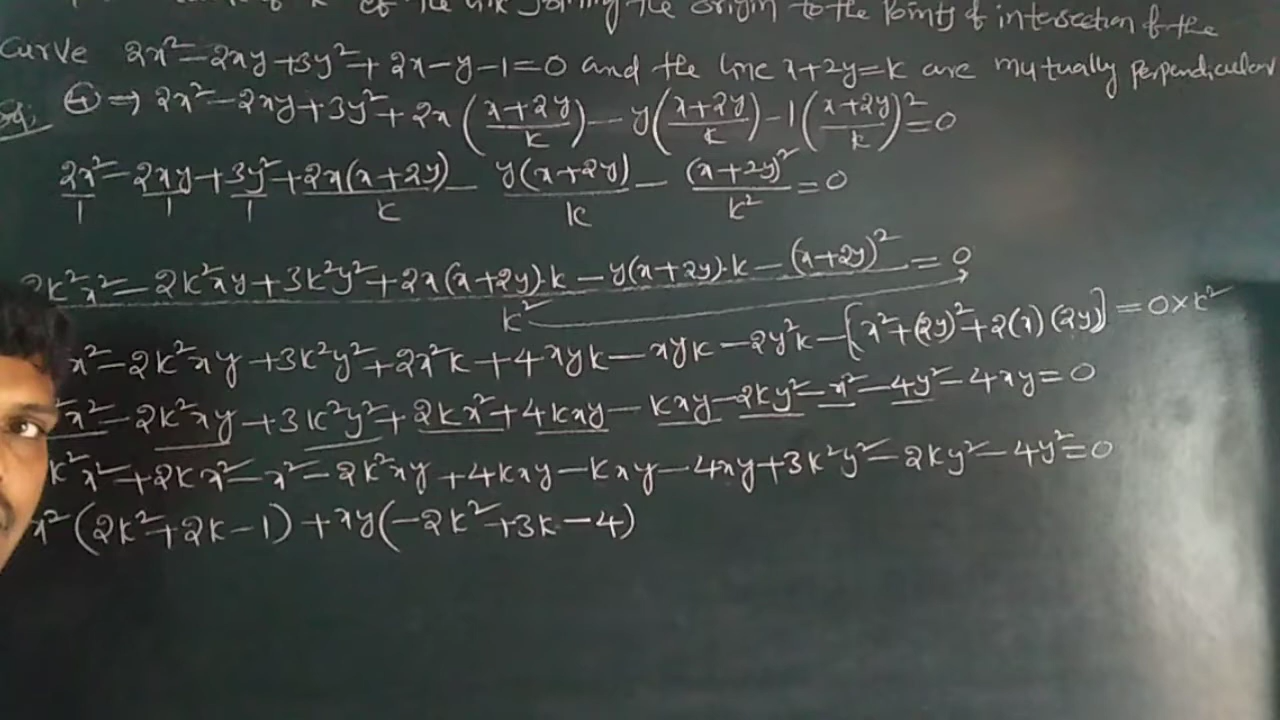 of the line joining the origin to the points of intersection of the
curve 2x²-2xy+3y²+2x-y-1=0 and the line x+2y=k are mutually perpendicular
④ ⇒ 2x²-2xy+3y²+2x((x+2y)/k)-y((x+2y)/k)-1((x+2y)/k)²=0
2x²/1-2xy/1+3y²/1+2x(x+2y)/k-y(x+2y)/k-(x+2y)²/k²=0
2k²x²-2k²xy+3k²y²+2x(x+2y).k-y(x+2y).k-(x+2y)²/k²=0
x²-2k²xy+3k²y²+2x²k+4xyk-xyk-2y²k-[x²+(2y)²+2(x)(2y)]=0×k²
x²-2k²xy+3k²y²+2kx²+4kxy-kxy-2ky²-x²-4y²-4xy=0
k²x²+2kx²-x²-2k²xy+4kxy-kxy-4xy+3k²y²-2ky²-4y²=0
x²(2k²+2k-1)+xy(-2k²+3k-4)